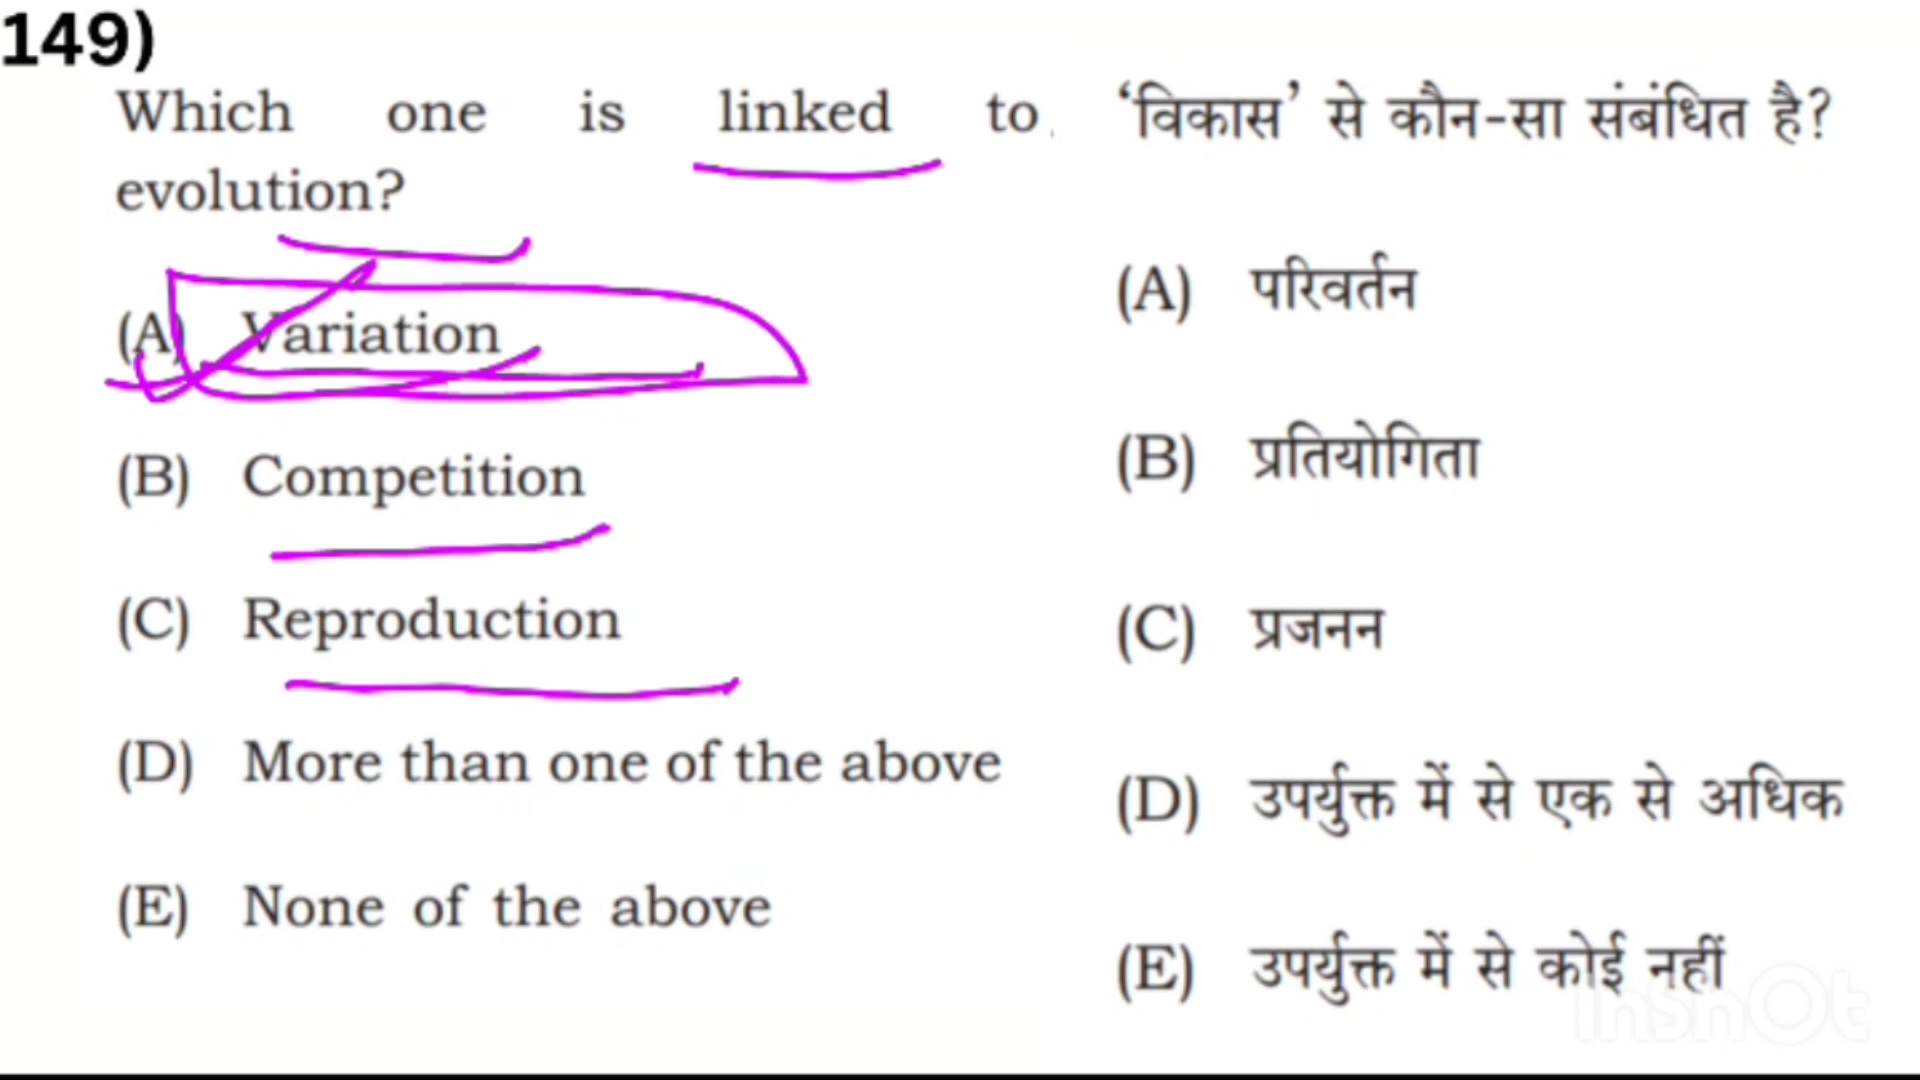 149)
Which one is linked to
evolution?
(A) Variation
(B) Competition
(C) Reproduction
(D) More than one of the above
(E) None of the above
‘विकास’ से कौन-सा संबंधित है?
(A) परिवर्तन
(B) प्रतियोगिता
(C) प्रजनन
(D) उपर्युक्त में से एक से अधिक
(E) उपर्युक्त में से कोई नहीं
InShOt